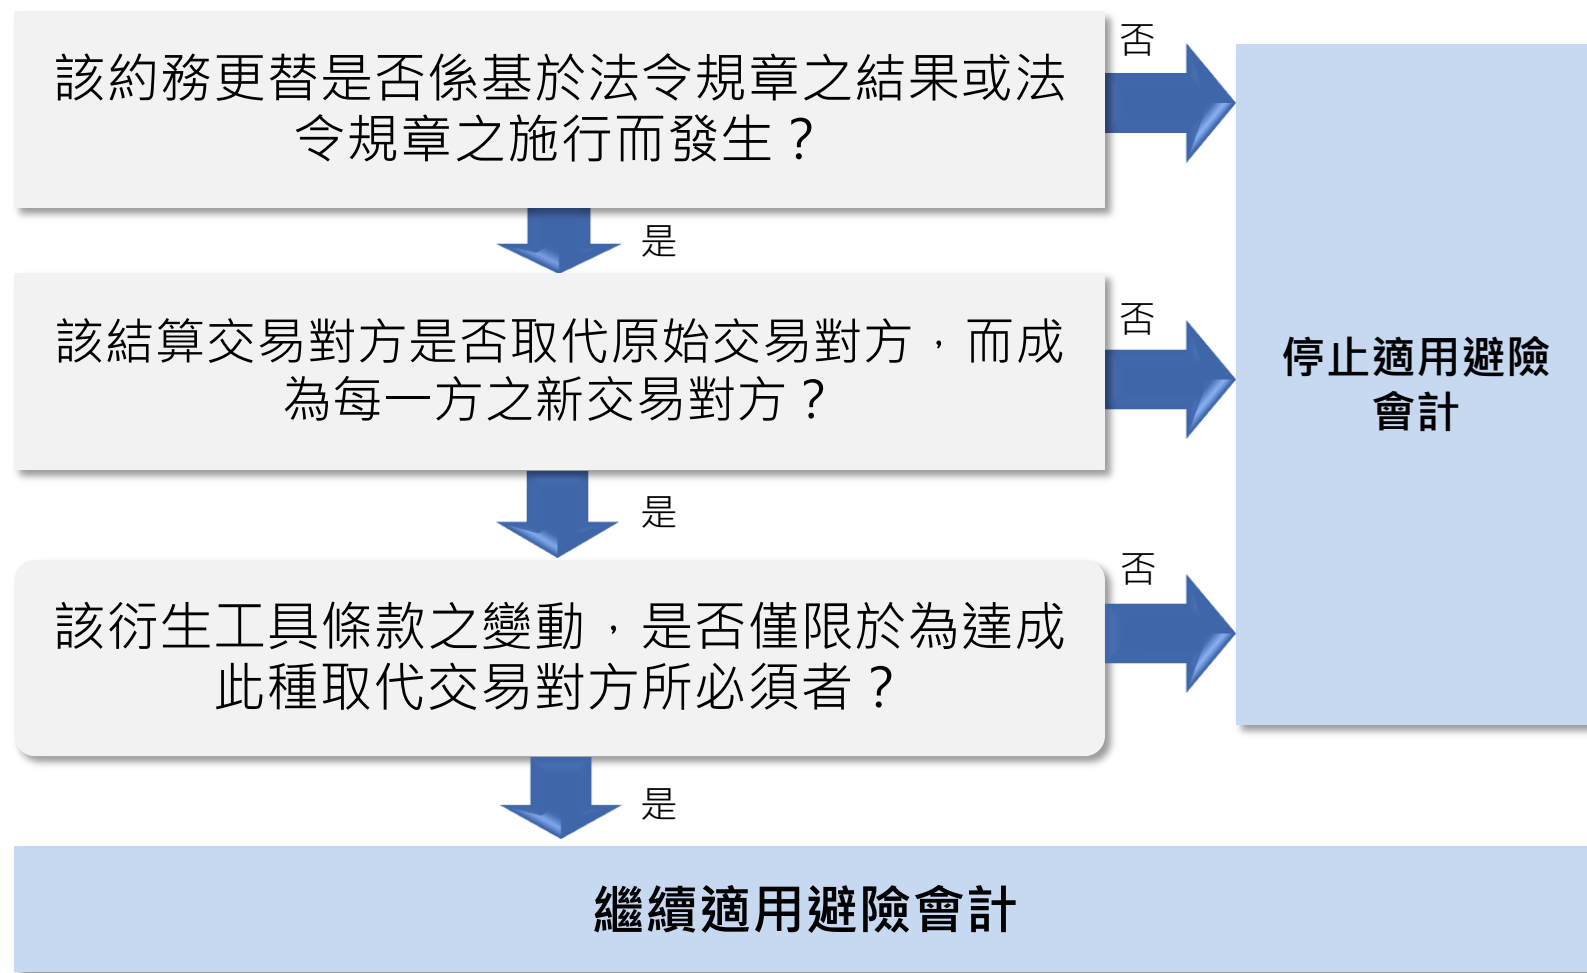 該約務更替是否係基於法令規章之結果或法
令規章之施行而發生？
否
是
該結算交易對方是否取代原始交易對方，而成
為每一方之新交易對方？
否
是
該衍生工具條款之變動，是否僅限於為達成
此種取代交易對方所必須者？
否
是
停止適用避險
會計
繼續適用避險會計